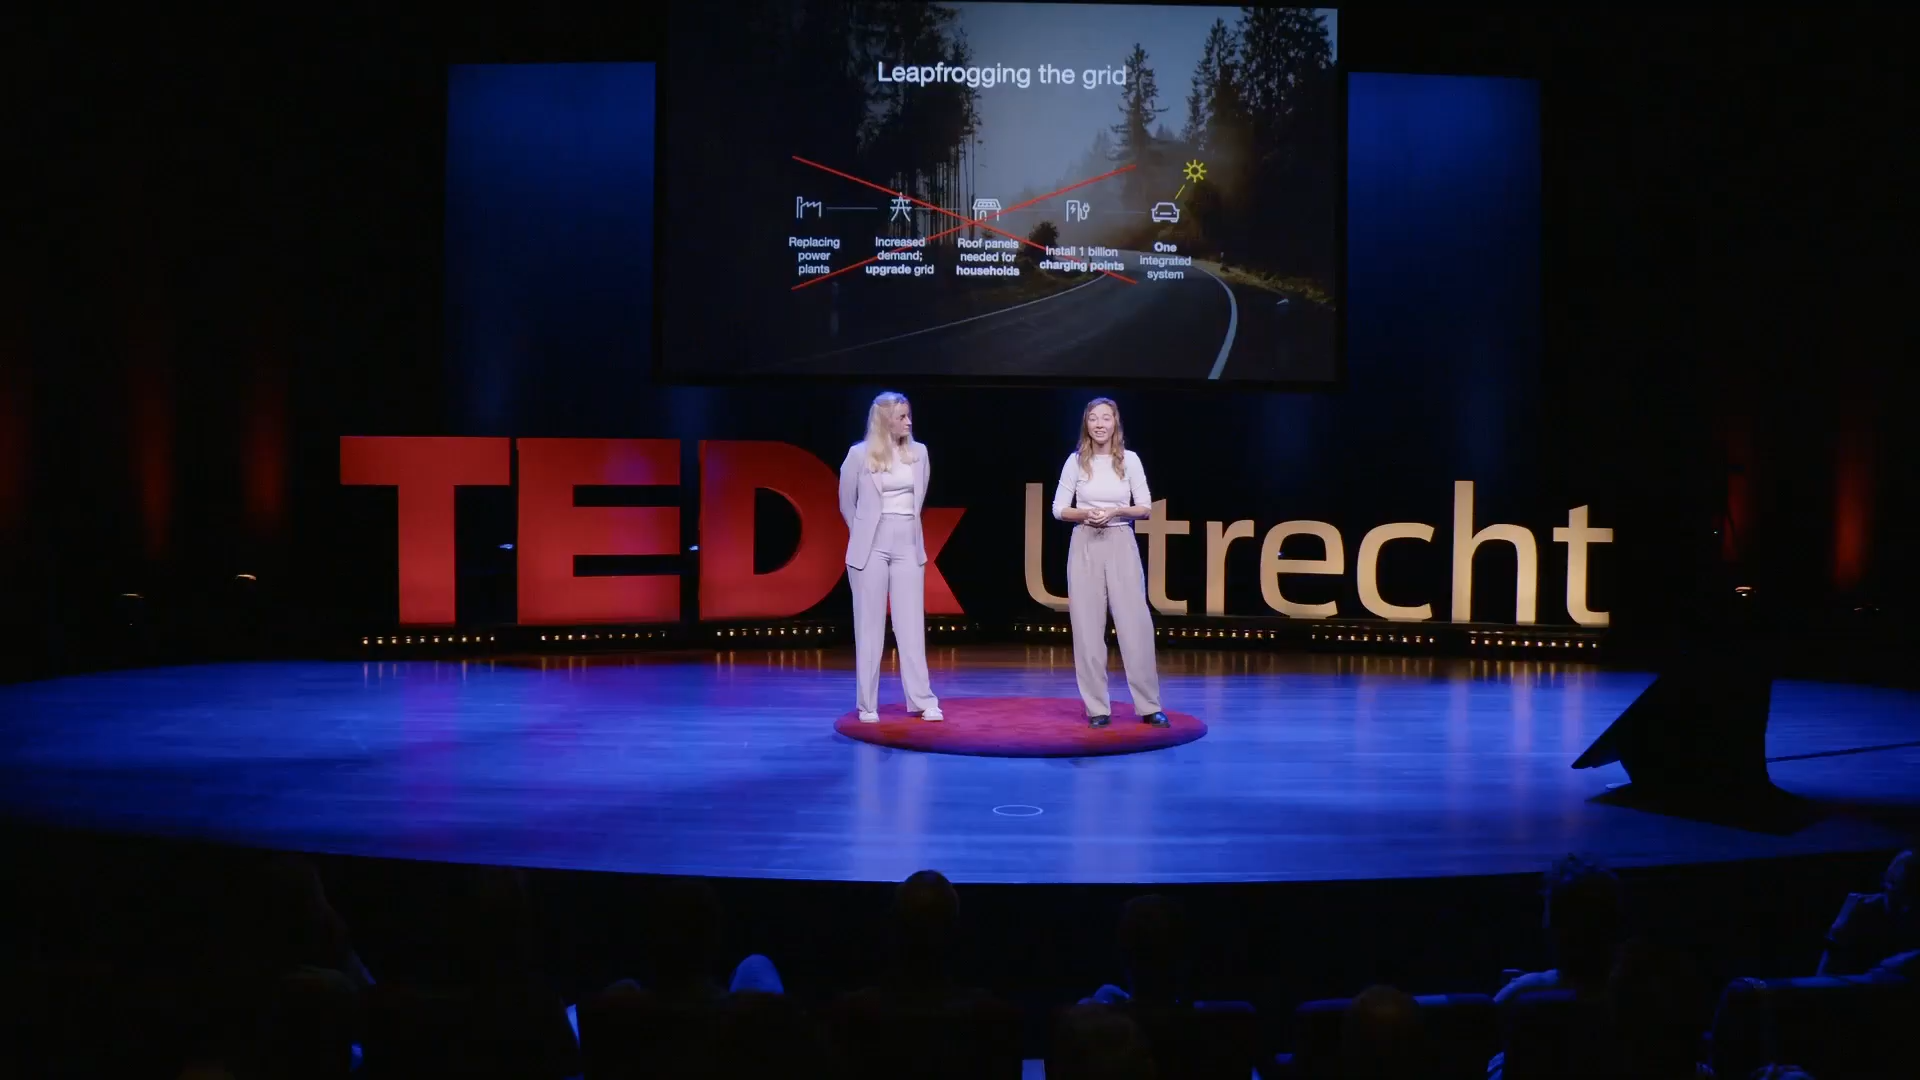 Leapfrogging the grid
Replacing
power
plants
Increased
demand;
upgrade grid
Roof panels
needed for
households
Install 1 billion
charging points
One
integrated
system
TEDx Utrecht